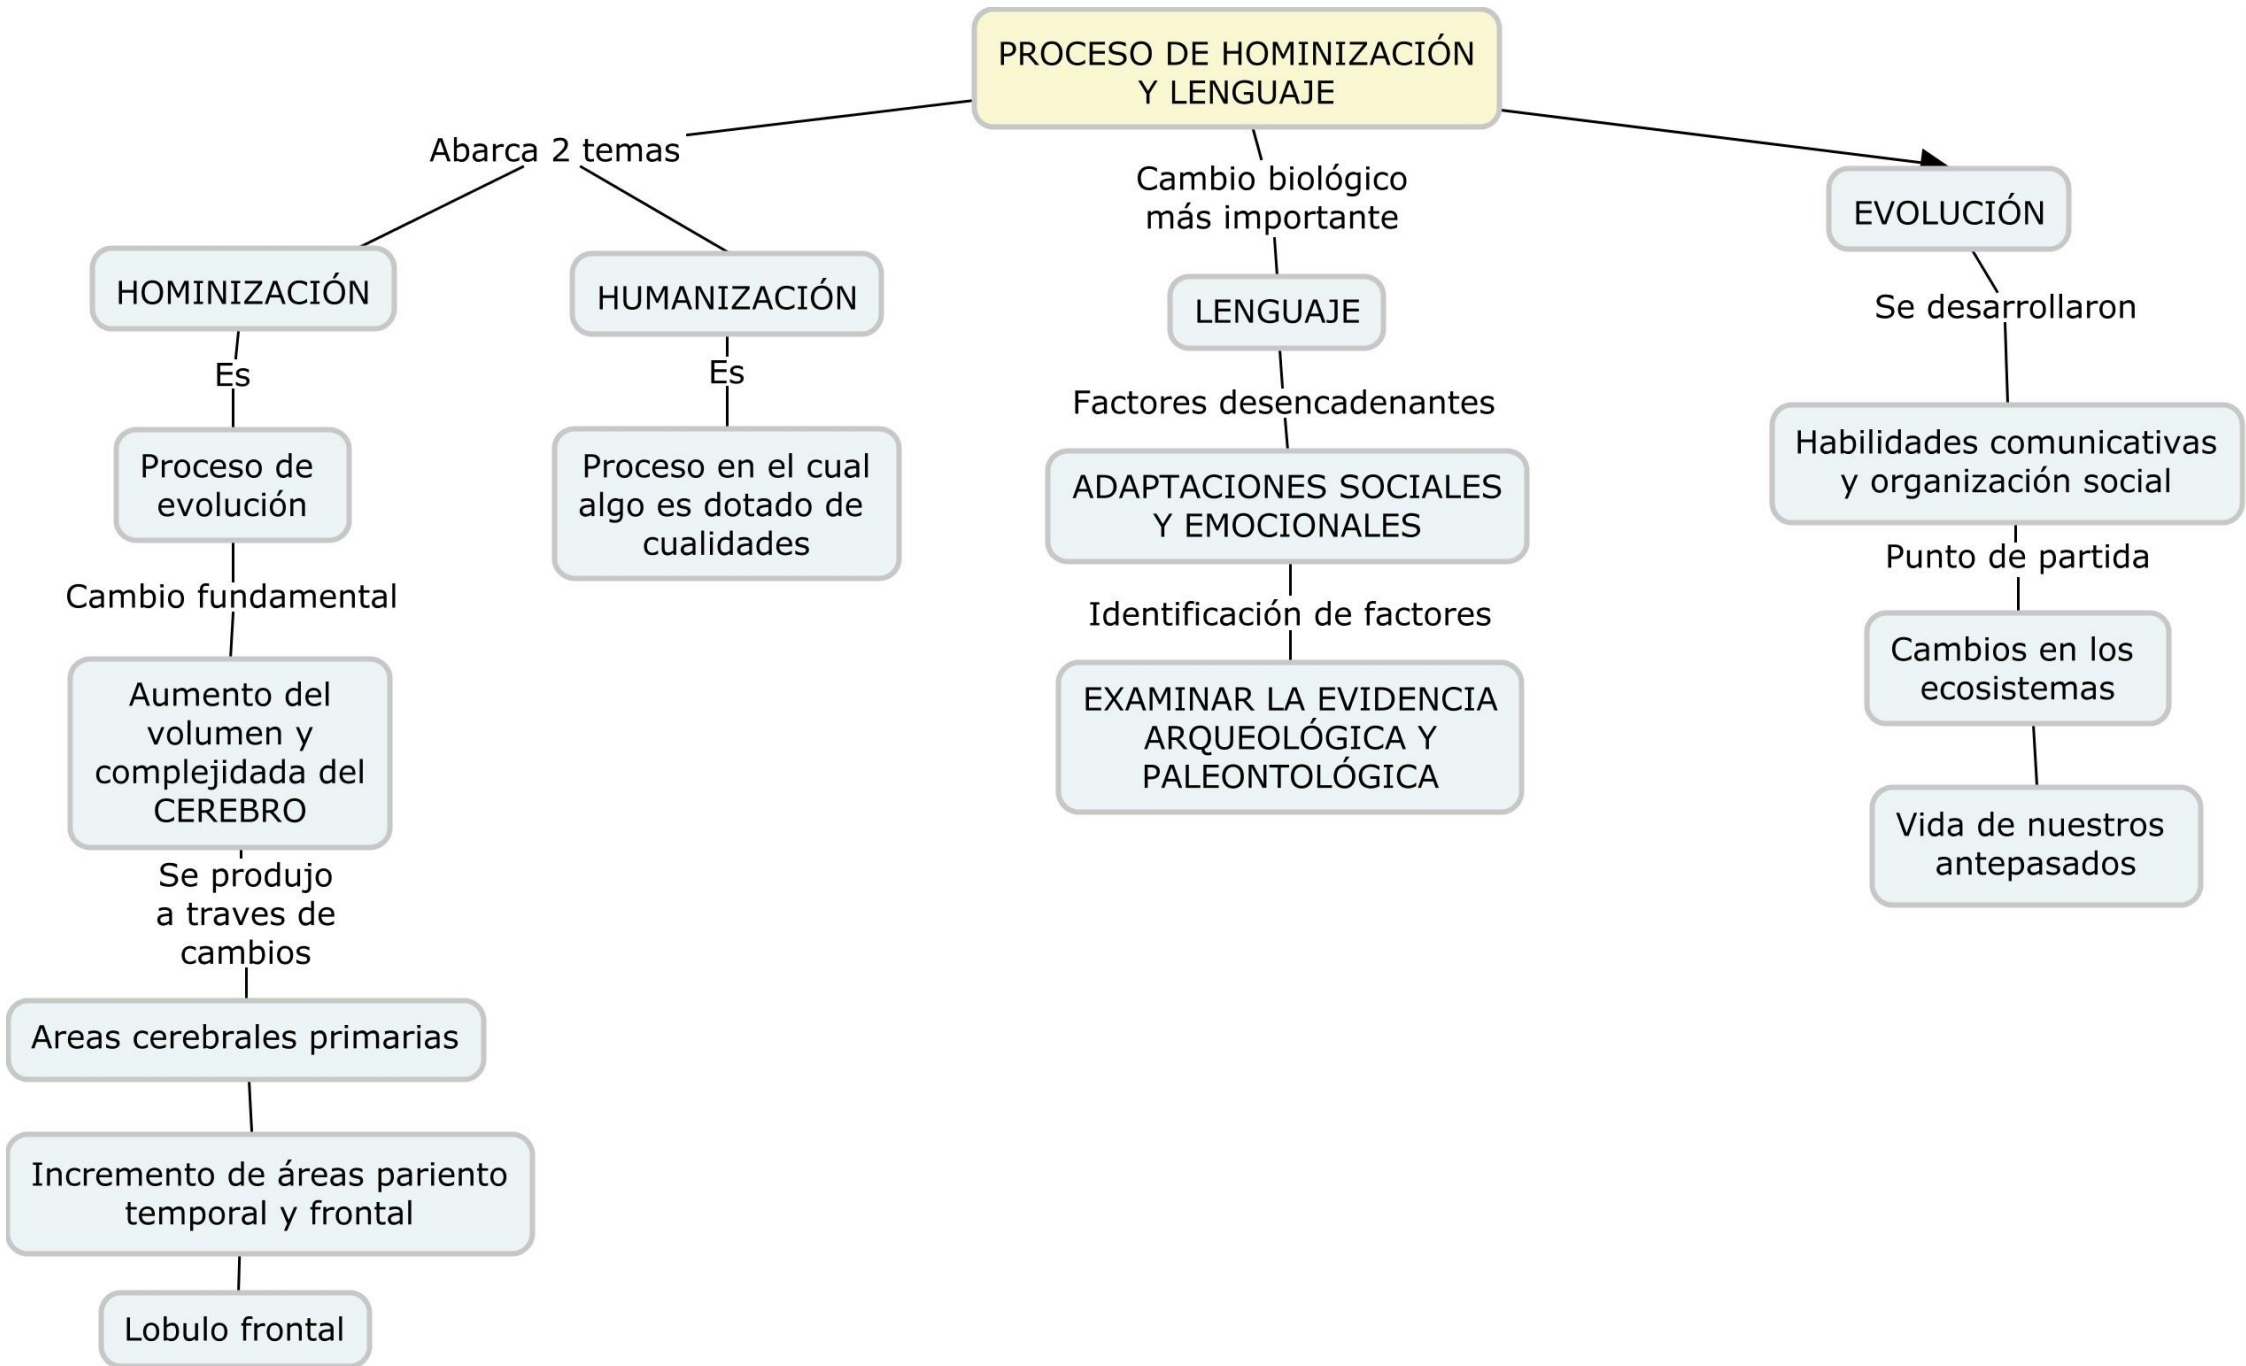 PROCESO DE HOMINIZACIÓN
Y LENGUAJE
Abarca 2 temas
HOMINIZACIÓN
Es
Proceso de
evolución
Cambio fundamental
Aumento del
volumen y
complejidada del
CEREBRO
Se produjo
a traves de
cambios
Areas cerebrales primarias
Incremento de áreas pariento
temporal y frontal
Lobulo frontal
HUMANIZACIÓN
Es
Proceso en el cual
algo es dotado de
cualidades
Cambio biológico
más importante
LENGUAJE
Factores desencadenantes
ADAPTACIONES SOCIALES
Y EMOCIONALES
Identificación de factores
EXAMINAR LA EVIDENCIA
ARQUEOLÓGICA Y
PALEONTOLÓGICA
EVOLUCIÓN
Se desarrollaron
Habilidades comunicativas
y organización social
Punto de partida
Cambios en los
ecosistemas
Vida de nuestros
antepasados